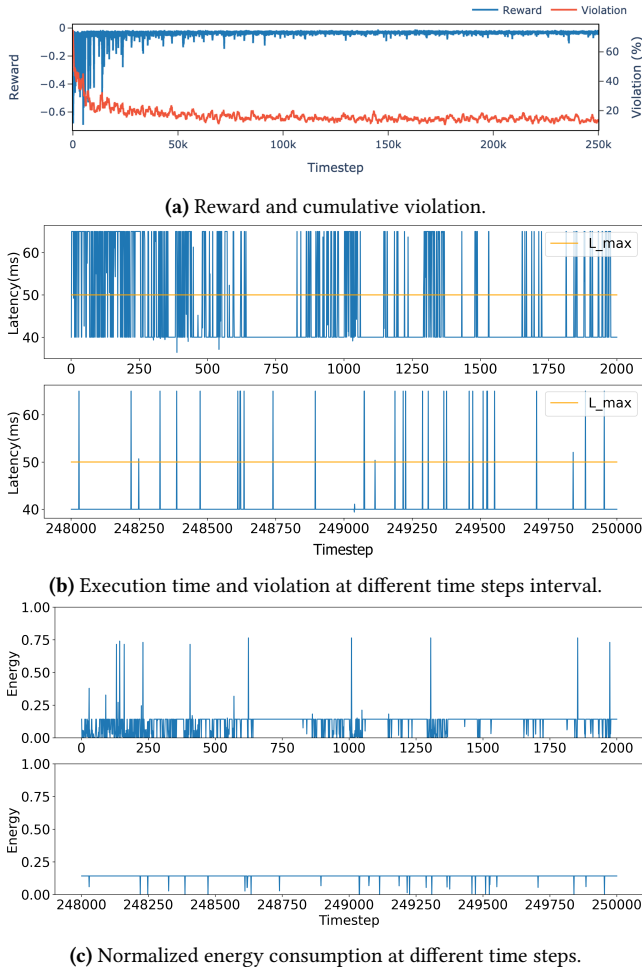 Reward Violation
0 −0.2 −0.4 −0.6
Reward
60 40 20
Violation (%)
0 50k 100k 150k 200k 250k
Timestep
(a) Reward and cumulative violation.
Latency(ms)
60 50 40
L_max
0 250 500 750 1000 1250 1500 1750 2000
Latency(ms)
60 50 40
L_max
248000 248250 248500 248750 249000 249250 249500 249750 250000
Timestep
(b) Execution time and violation at different time steps interval.
Energy
1.00 0.75 0.50 0.25 0.00
0 250 500 750 1000 1250 1500 1750 2000
Energy
1.00 0.75 0.50 0.25 0.00
248000 248250 248500 248750 249000 249250 249500 249750 250000
Timestep
(c) Normalized energy consumption at different time steps.